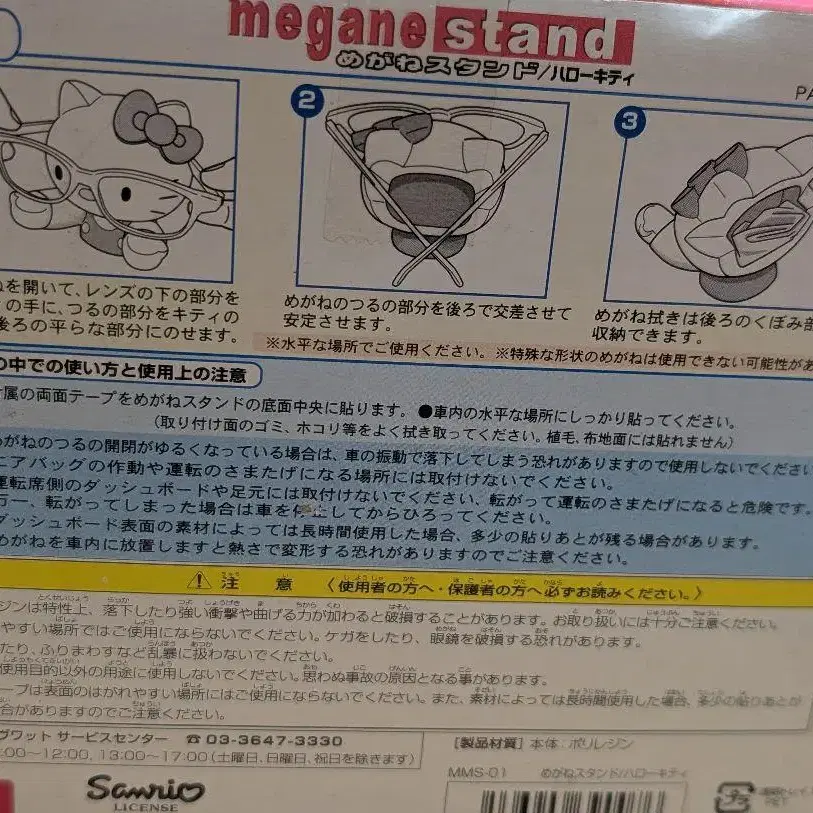 megane stand
めがねスタンド/ハローキティ
PA
2
3
を開いて、レンズの下の部分を
の手に、つるの部分をキティの
後ろの平らな部分にのせます。
めがねのつるの部分を後ろで交差させて
安定させます。
めがね拭きは後ろのくぼみ部
収納できます。
※水平な場所でご使用ください。※特殊な形状のめがねは使用できない可能性があ
の中での使い方と使用上の注意
属の両面テープをめがねスタンドの底面中央に貼ります。 ●車内の水平な場所にしっかり貼ってください。
(取り付け面のゴミ、ホコリ等をよく拭き取ってください。植毛、布地面には貼れません)
めがねのつるの開閉がゆるくなっている場合は、車の振動で落下してしまう恐れがありますので使用しないでください
エアバッグの作動や運転のさまたげになる場所には取付けないでください。
運転席側のダッシュボードや足元には取付けないでください、転がって運転のさまたげになると危険です。
万一、転がってしまった場合は車を停止してからひろってください。
ダッシュボード表面の素材によっては長時間使用した場合、多少の貼りあとが残る場合があります。
めがねを車内に放置しますと熱さで変形する恐れがありますのでご注意ください。
⚠注 意 〈使用者の方へ・保護者の方へ必ずお読みください。〉
ジンは特性上、落下したり強い衝撃や曲げる力が加わると破損することがあります。お取り扱いには十分ご注意ください。
やすい場所ではご使用にならないでください。ケガをしたり、眼鏡を破損する恐れがあります。
たり、ふりまわすなど乱暴に扱わないでください。
使用目的以外の用途に使用しないでください。思わぬ事故の原因となる事があります。
ープは表面のはがれやすい場所にはご使用にならないでください。また、素材によっては長時間使用した場合、多少の貼りあとが
合がありますのでご注意ください。
ヴワット サービスセンター ☎03-3647-3330
:00～12:00, 13:00～17:00(土曜日、日曜日、祝日を除きます)
[製品材質] 本体:ポリレジン
MMS-01 めがねスタンド/ハローキティ
Sanrio
LICENSE
プラ
PET